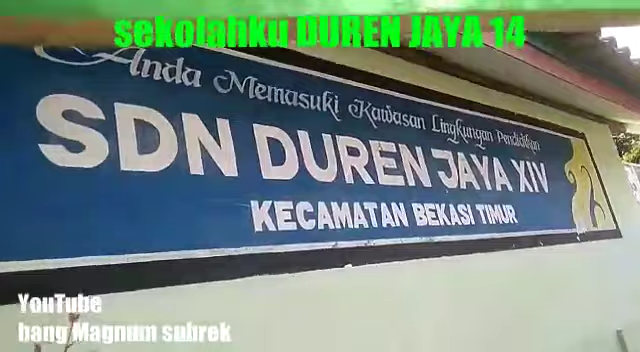 sekolahku DUREN JAYA 14
Anda Memasuki Kawasan Lingkungan Pendidikan
SDN DUREN JAYA XIV
KECAMATAN BEKASI TIMUR
YouTube
bang Magnum subrek